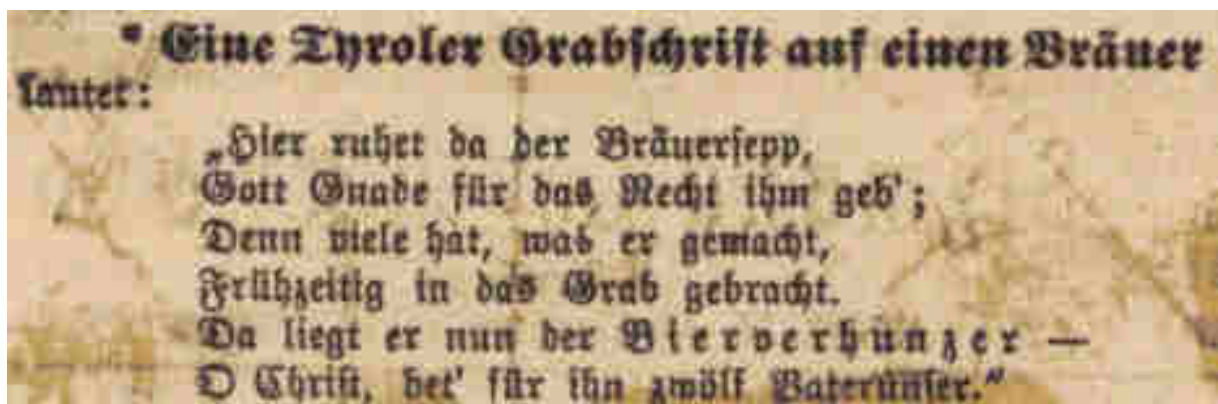 * Eine Tyroler Grabschrift auf einen Bräuer
lautet:
„Hier ruhet da der Bräuersepp,
Gott Gnade für das Recht ihm geb';
Denn viele hat, was er gemacht,
Frühzeitig in das Grab gebracht.
Da liegt er nun der Bierverhunzer —
O Christ, bet' für ihn zwölf Vaterunser.“